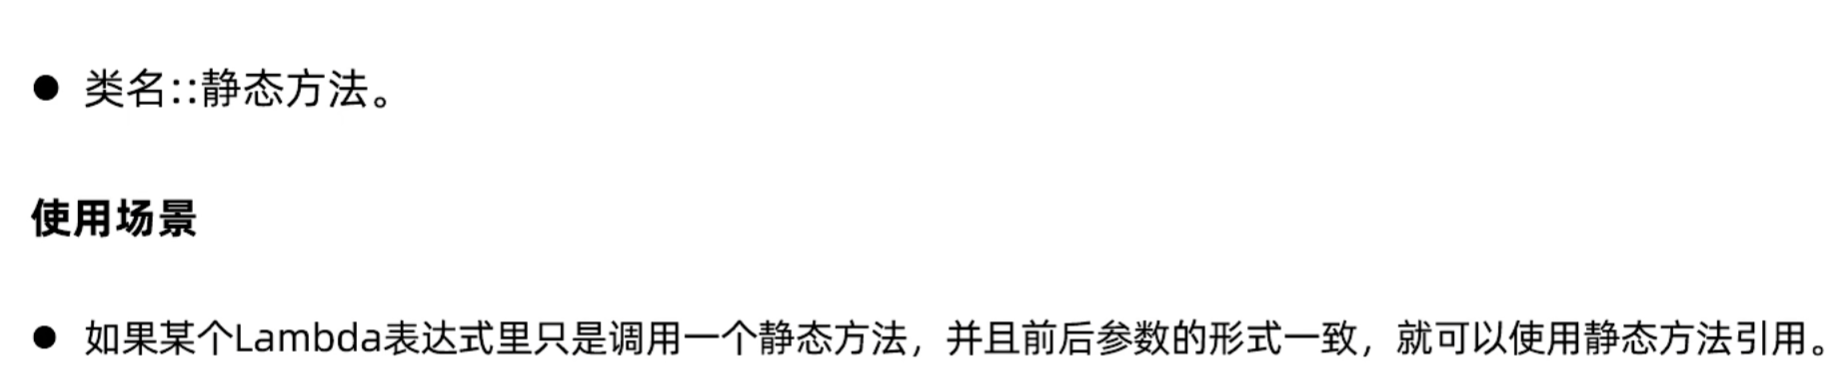 ● 类名::静态方法。
使用场景
● 如果某个Lambda表达式里只是调用一个静态方法，并且前后参数的形式一致，就可以使用静态方法引用。